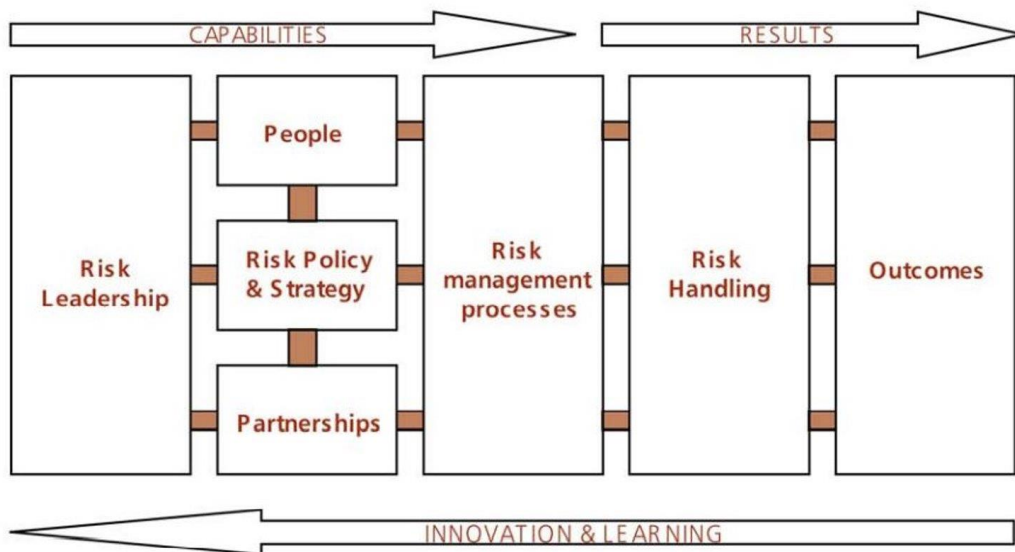 CAPABILITIES
RESULTS
Risk
Leadership
People
Risk Policy
& Strategy
Partnerships
Risk
management
processes
Risk
Handling
Outcomes
INNOVATION & LEARNING